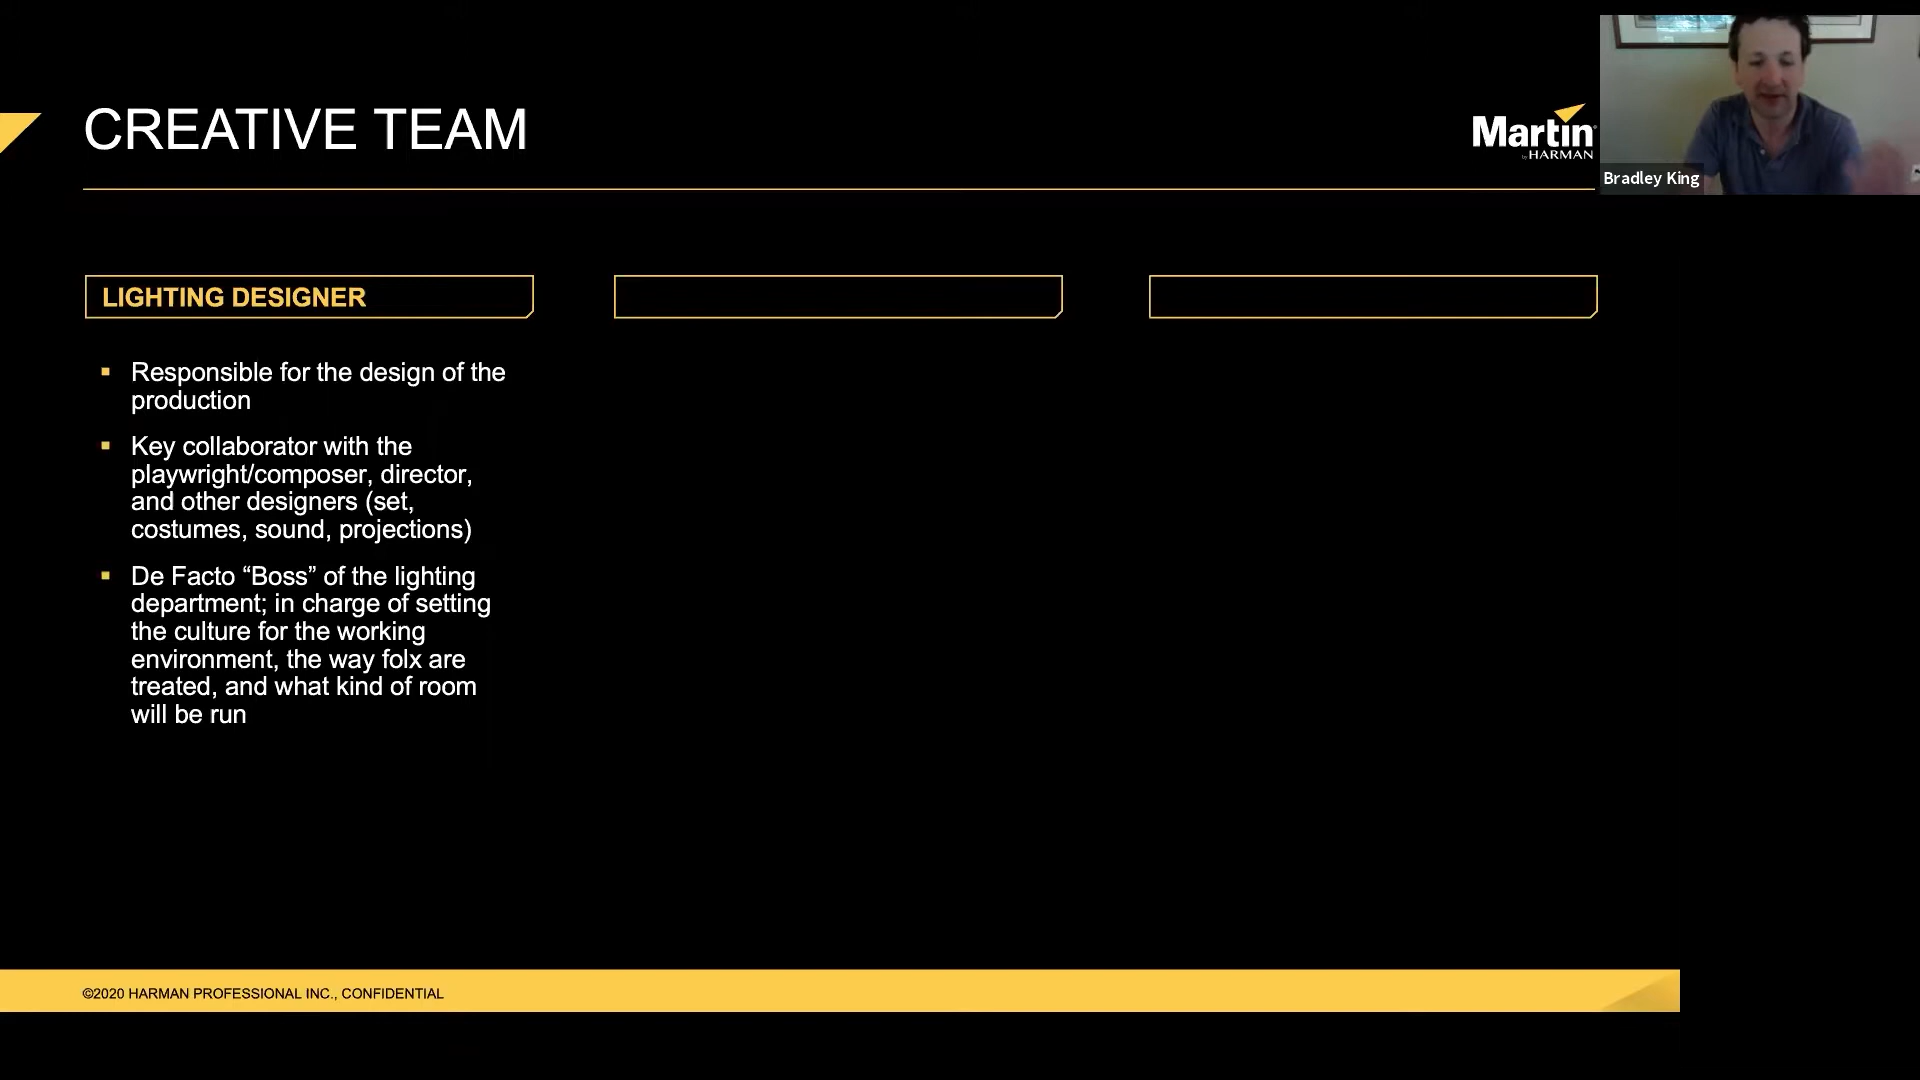 CREATIVE TEAM
Martin
by HARMAN
Bradley King
LIGHTING DESIGNER
Responsible for the design of the
production
Key collaborator with the
playwright/composer, director,
and other designers (set,
costumes, sound, projections)
De Facto “Boss” of the lighting
department; in charge of setting
the culture for the working
environment, the way folx are
treated, and what kind of room
will be run
©2020 HARMAN PROFESSIONAL INC., CONFIDENTIAL